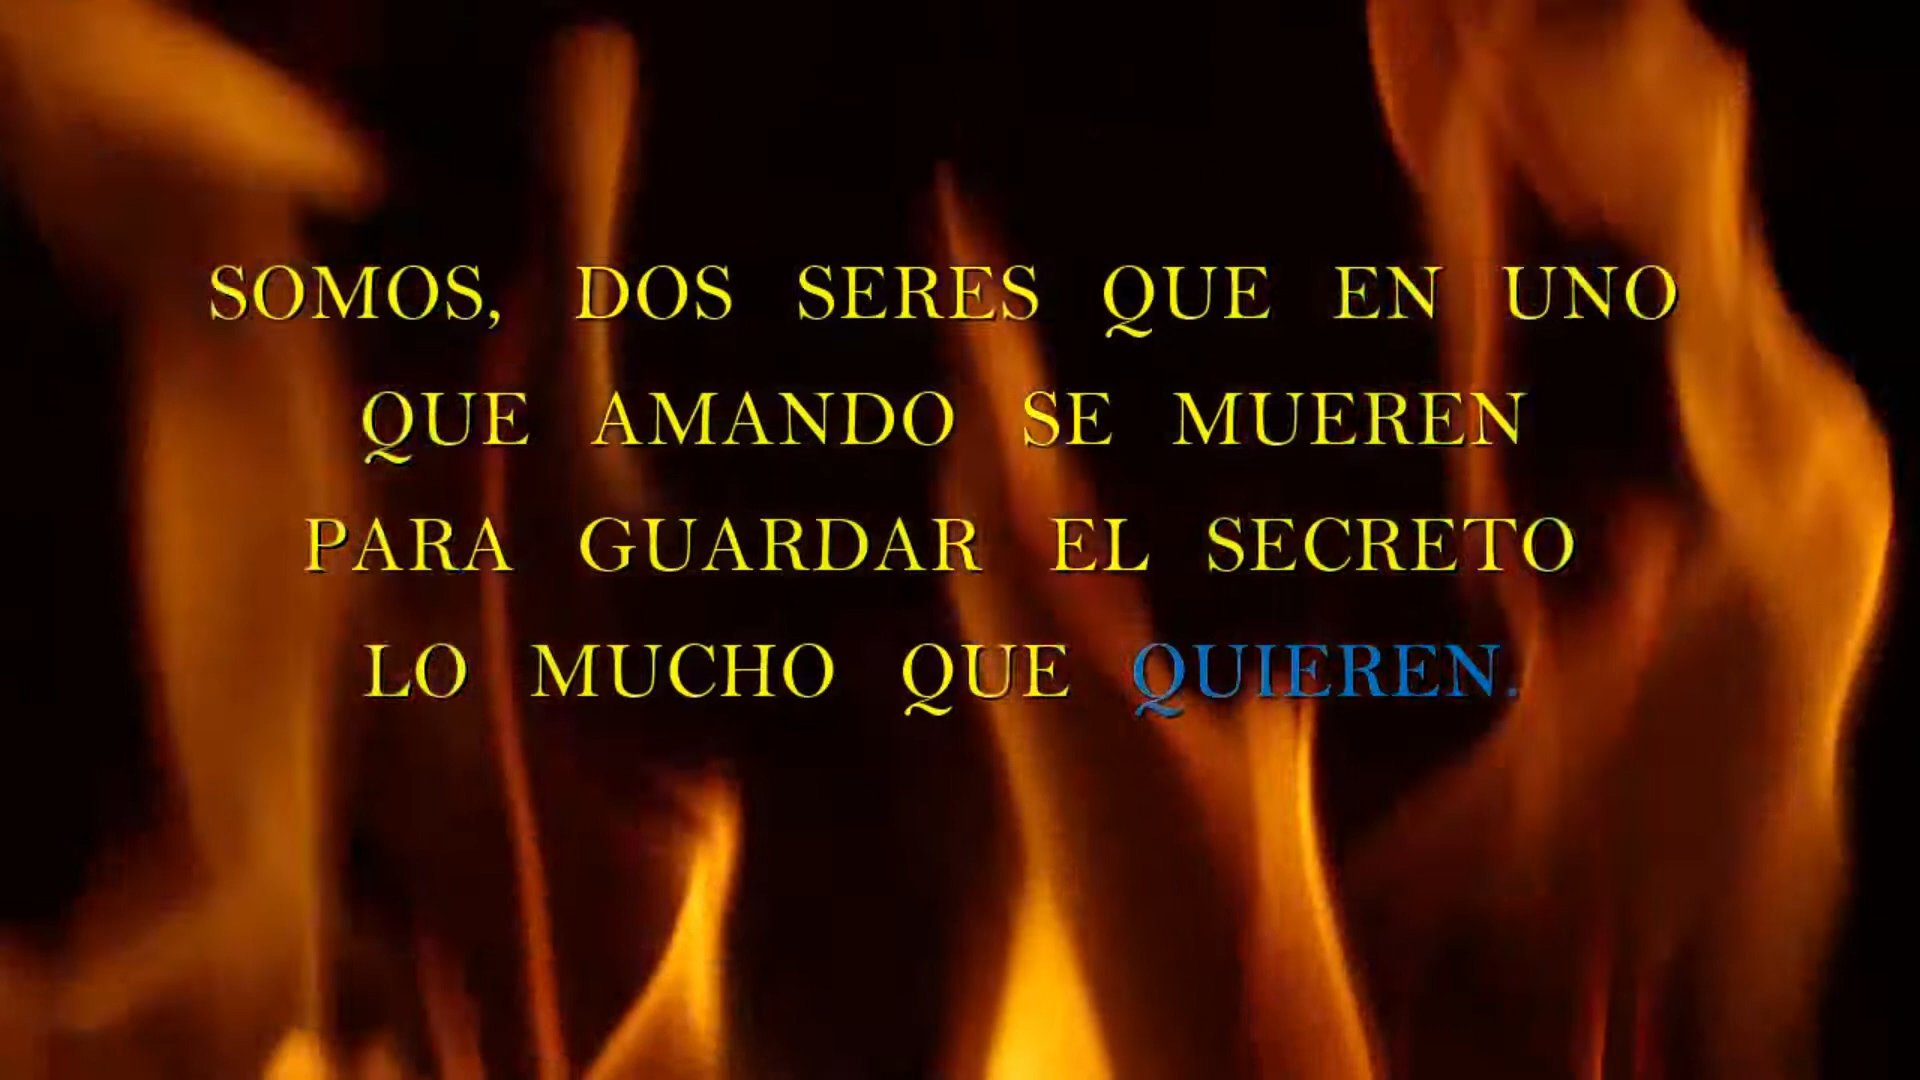 SOMOS, DOS SERES QUE EN UNO
QUE AMANDO SE MUEREN
PARA GUARDAR EL SECRETO
LO MUCHO QUE QUIEREN.